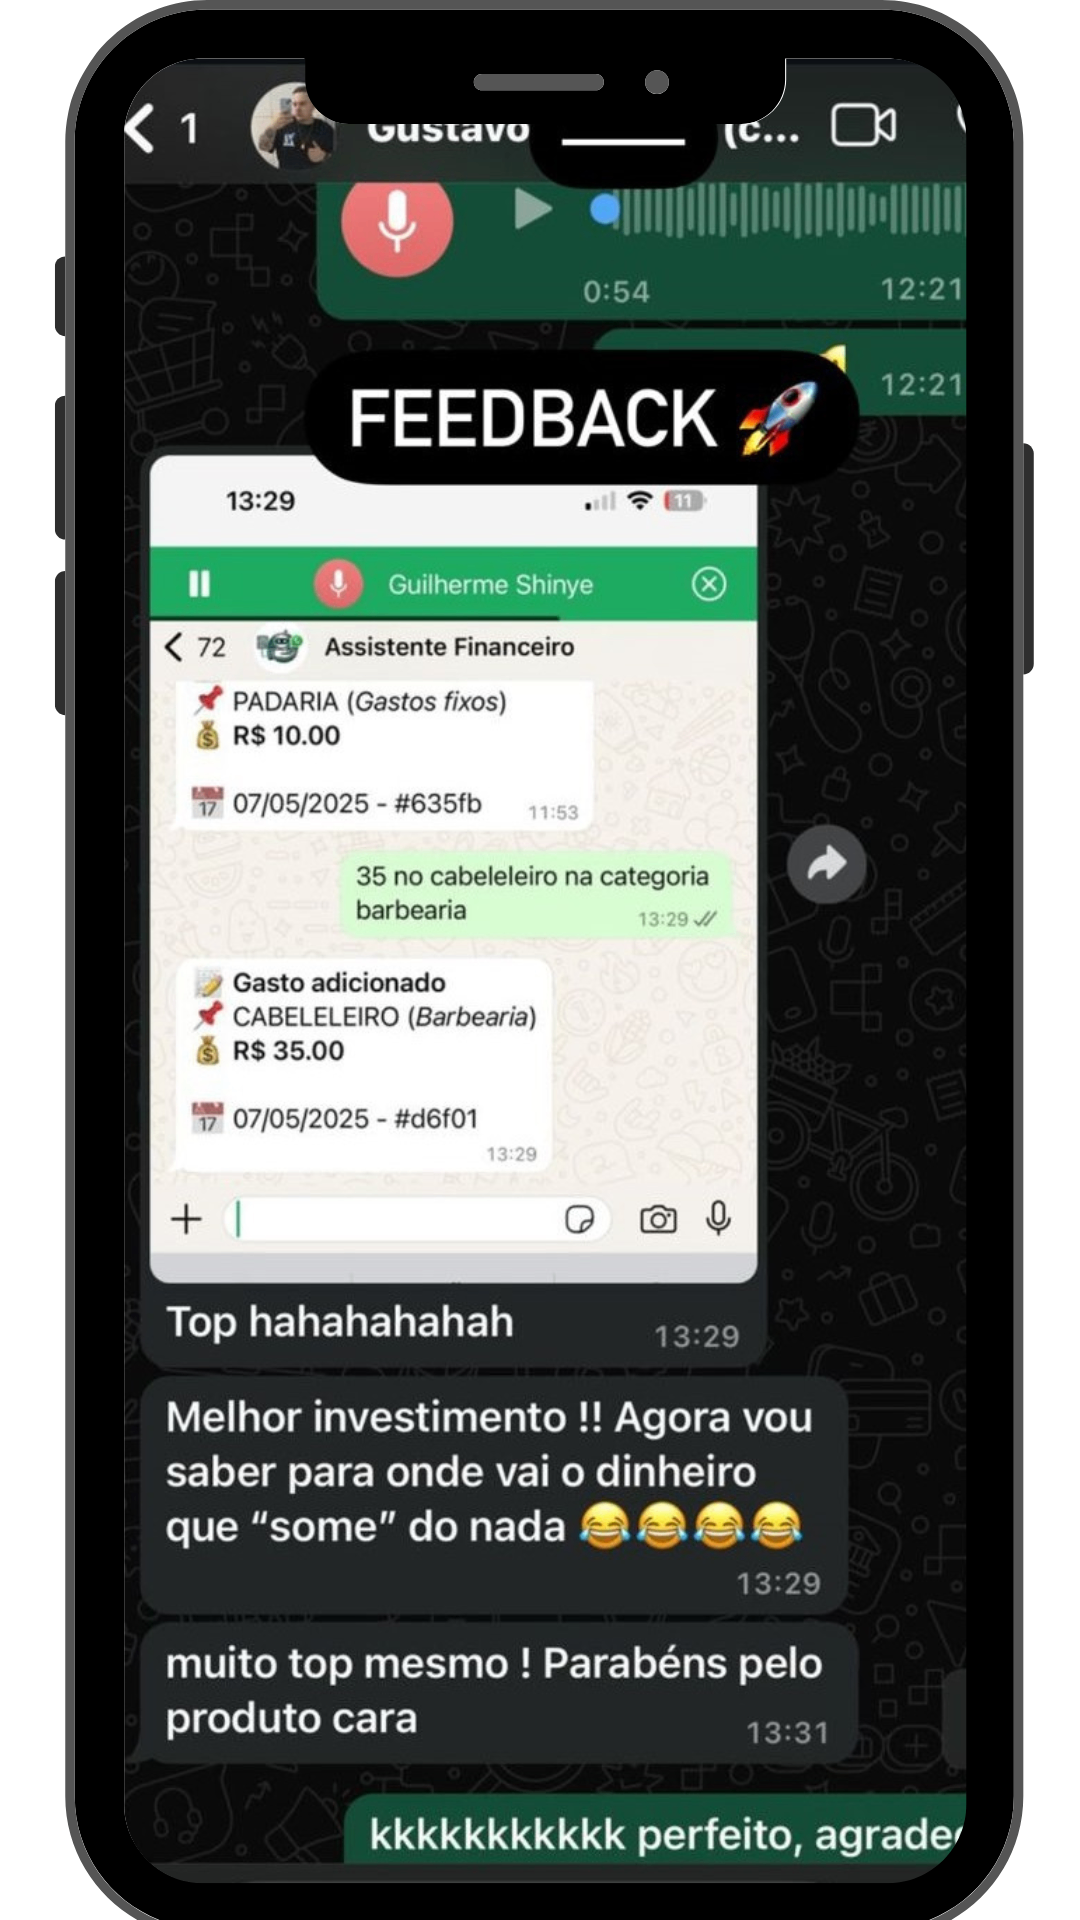 1
Gustavo (c...
0:54 12:21
12:21
FEEDBACK 🚀
13:29
11
Guilherme Shinye
72 Assistente Financeiro
📌 PADARIA (Gastos fixos)
💰 R$ 10.00
📅 07/05/2025 - #635fb 11:53
35 no cabeleleiro na categoria
barbearia 13:29
📝 Gasto adicionado
📌 CABELELEIRO (Barbearia)
💰 R$ 35.00
📅 07/05/2025 - #d6f01
13:29
Top hahahahahah 13:29
Melhor investimento !! Agora vou
saber para onde vai o dinheiro
que “some” do nada 😂😂😂😂
13:29
muito top mesmo ! Parabéns pelo
produto cara 13:31
kkkkkkkkkkk perfeito, agrade